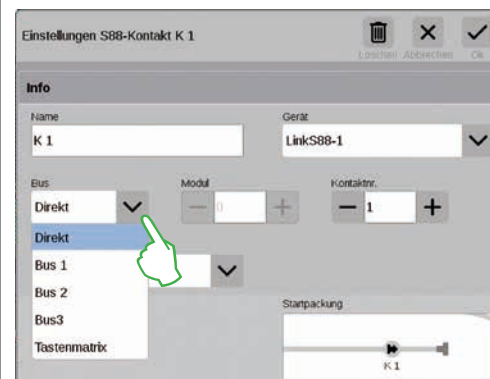 Einstellungen S88-Kontakt K 1
Löschen Abbrechen Ok
Info
Name Gerät
K 1 LinkS88-1
Bus Modul Kontaktnr.
Direkt 0 1
Direkt
Bus 1
Bus 2
Bus3
Tastenmatrix
Startpackung
K 1